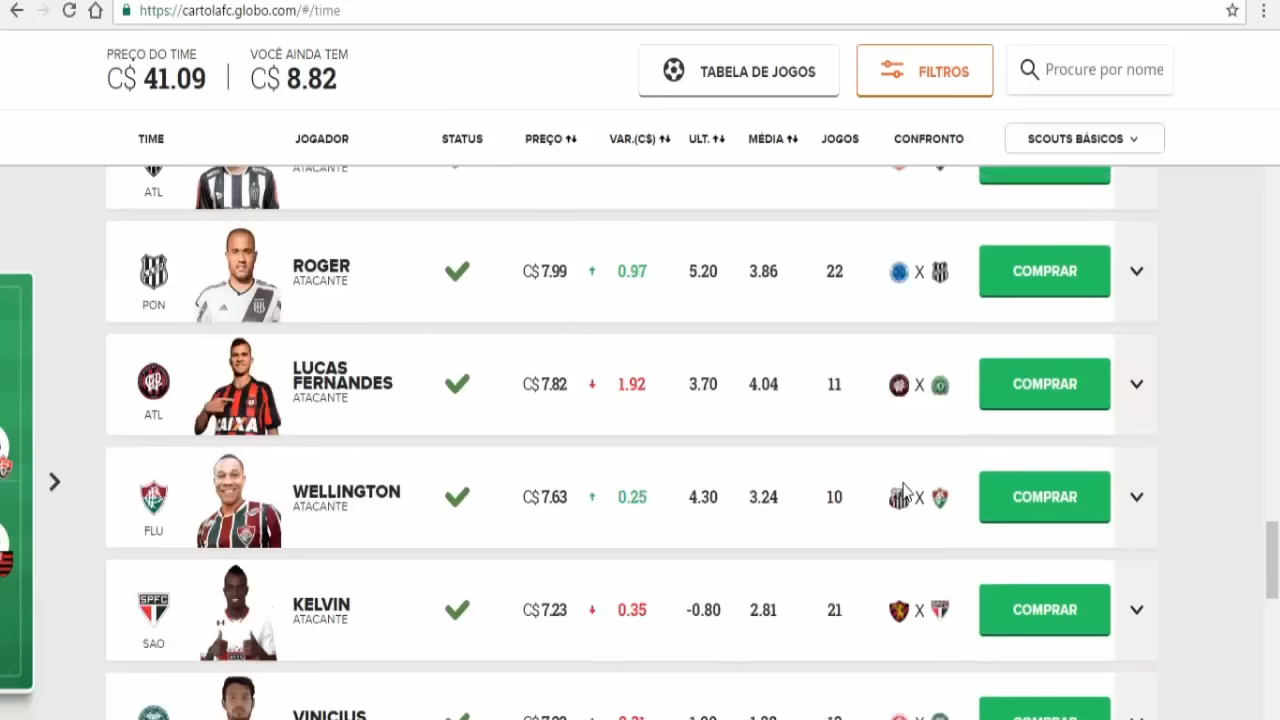 https://cartolafc.globo.com/#/time
PREÇO DO TIME
C$ 41.09
VOCÊ AINDA TEM
C$ 8.82
TABELA DE JOGOS
FILTROS
Procure por nome
TIME JOGADOR STATUS PREÇO VAR.(C$) ULT. MÉDIA JOGOS CONFRONTO SCOUTS BÁSICOS
ATL
ATACANTE
PON
ROGER
ATACANTE
C$ 7.99 0.97 5.20 3.86 22 X COMPRAR
ATL
LUCAS
FERNANDES
ATACANTE
C$ 7.82 1.92 3.70 4.04 11 X COMPRAR
CAIXA
FLU
WELLINGTON
ATACANTE
C$ 7.63 0.25 4.30 3.24 10 X COMPRAR
SPFC
SAO
KELVIN
ATACANTE
C$ 7.23 0.35 -0.80 2.81 21 X COMPRAR
VINICIUS
COMPRAR